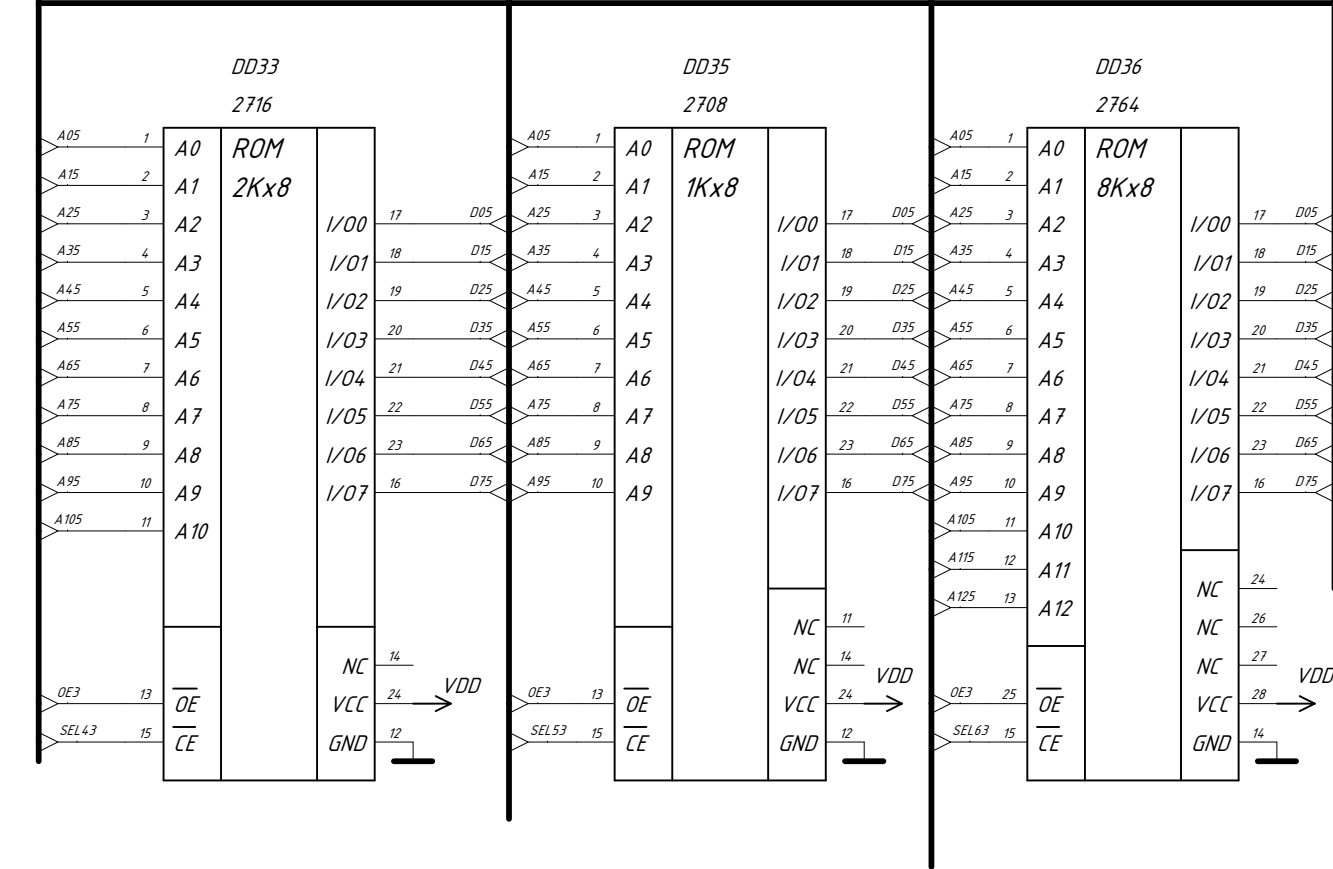 DD33
2716
A05 1 A0 ROM
A15 2 A1 2Kx8
A25 3 A2 I/O0 17 D05
A35 4 A3 I/O1 18 D15
A45 5 A4 I/O2 19 D25
A55 6 A5 I/O3 20 D35
A65 7 A6 I/O4 21 D45
A75 8 A7 I/O5 22 D55
A85 9 A8 I/O6 23 D65
A95 10 A9 I/O7 16 D75
A105 11 A10
NC 14
OE3 13 OE VCC 24 VDD
SEL43 15 CE GND 12
DD35
2708
A05 1 A0 ROM
A15 2 A1 1Kx8
A25 3 A2 I/O0 17 D05
A35 4 A3 I/O1 18 D15
A45 5 A4 I/O2 19 D25
A55 6 A5 I/O3 20 D35
A65 7 A6 I/O4 21 D45
A75 8 A7 I/O5 22 D55
A85 9 A8 I/O6 23 D65
A95 10 A9 I/O7 16 D75
NC 11
NC 14
OE3 13 OE VCC 24 VDD
SEL53 15 CE GND 12
DD36
2764
A05 1 A0 ROM
A15 2 A1 8Kx8
A25 3 A2 I/O0 17 D05
A35 4 A3 I/O1 18 D15
A45 5 A4 I/O2 19 D25
A55 6 A5 I/O3 20 D35
A65 7 A6 I/O4 21 D45
A75 8 A7 I/O5 22 D55
A85 9 A8 I/O6 23 D65
A95 10 A9 I/O7 16 D75
A105 11 A10
A115 12 A11
A125 13 A12
NC 24
NC 26
NC 27
OE3 25 OE VCC 28 VDD
SEL63 15 CE GND 14